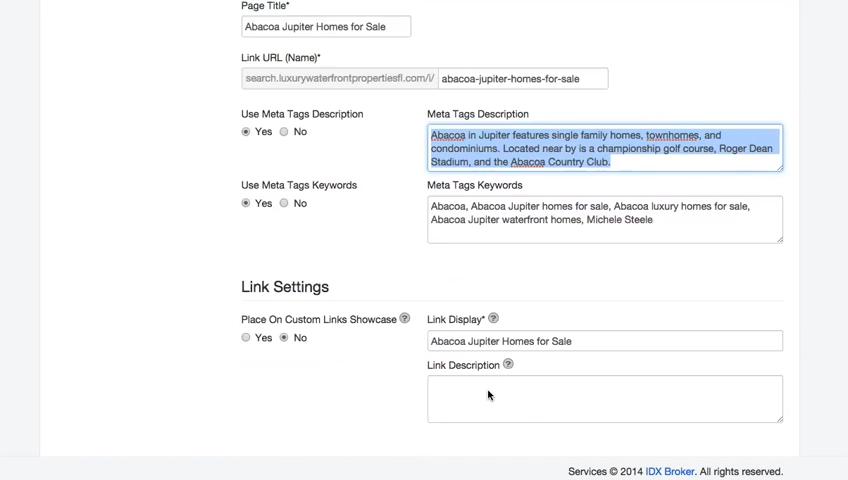 Page Title*
Abacoa Jupiter Homes for Sale
Link URL (Name)*
search.luxurywaterfrontpropertiesfl.com/i/ abacoa-jupiter-homes-for-sale
Use Meta Tags Description
Meta Tags Description
Yes No
Abacoa in Jupiter features single family homes, townhomes, and
condominiums. Located near by is a championship golf course, Roger Dean
Stadium, and the Abacoa Country Club.
Use Meta Tags Keywords
Meta Tags Keywords
Yes No
Abacoa, Abacoa Jupiter homes for sale, Abacoa luxury homes for sale,
Abacoa Jupiter waterfront homes, Michele Steele
Link Settings
Place On Custom Links Showcase ?
Link Display* ?
Yes No
Abacoa Jupiter Homes for Sale
Link Description ?
Services © 2014 IDX Broker. All rights reserved.